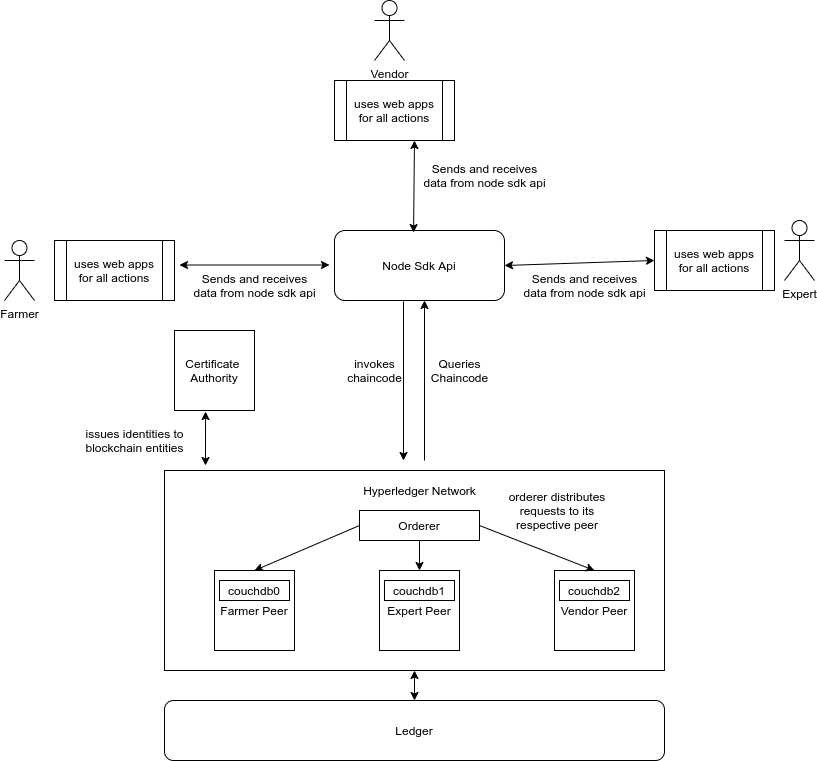 Vendor
uses web apps
for all actions
Sends and receives
data from node sdk api
Farmer
uses web apps
for all actions
Sends and receives
data from node sdk api
Node Sdk Api
Sends and receives
data from node sdk api
uses web apps
for all actions
Expert
Certificate
Authority
invokes
chaincode
Queries
Chaincode
issues identities to
blockchain entities
Hyperledger Network
orderer distributes
requests to its
respective peer
Orderer
couchdb0
Farmer Peer
couchdb1
Expert Peer
couchdb2
Vendor Peer
Ledger